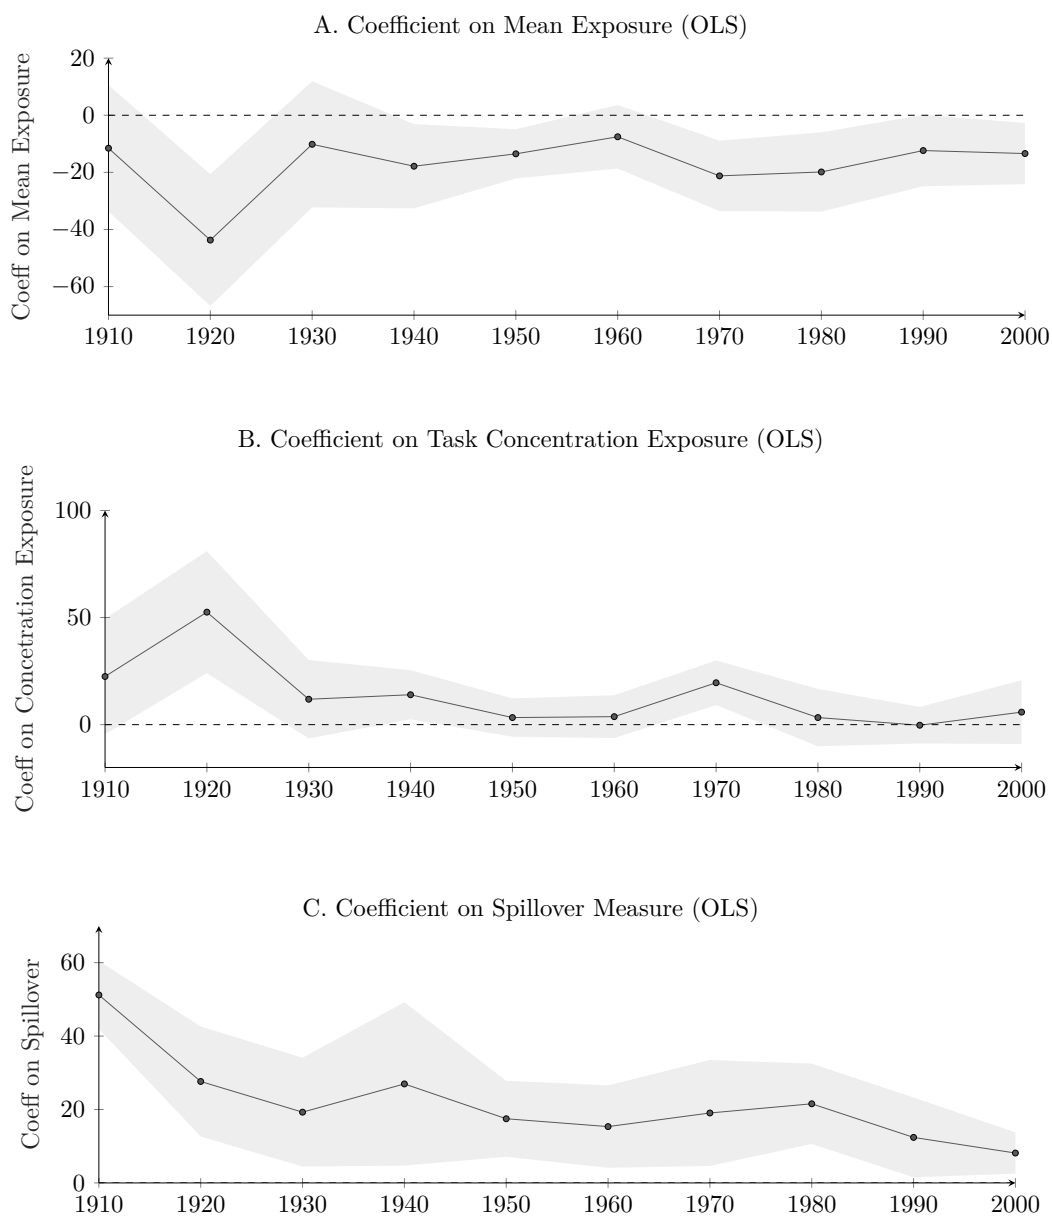 A. Coefficient on Mean Exposure (OLS)
Coeff on Mean Exposure
20
0
−20
−40
−60
1910 1920 1930 1940 1950 1960 1970 1980 1990 2000
B. Coefficient on Task Concentration Exposure (OLS)
Coeff on Concetration Exposure
100
50
0
1910 1920 1930 1940 1950 1960 1970 1980 1990 2000
C. Coefficient on Spillover Measure (OLS)
Coeff on Spillover
60
40
20
0
1910 1920 1930 1940 1950 1960 1970 1980 1990 2000